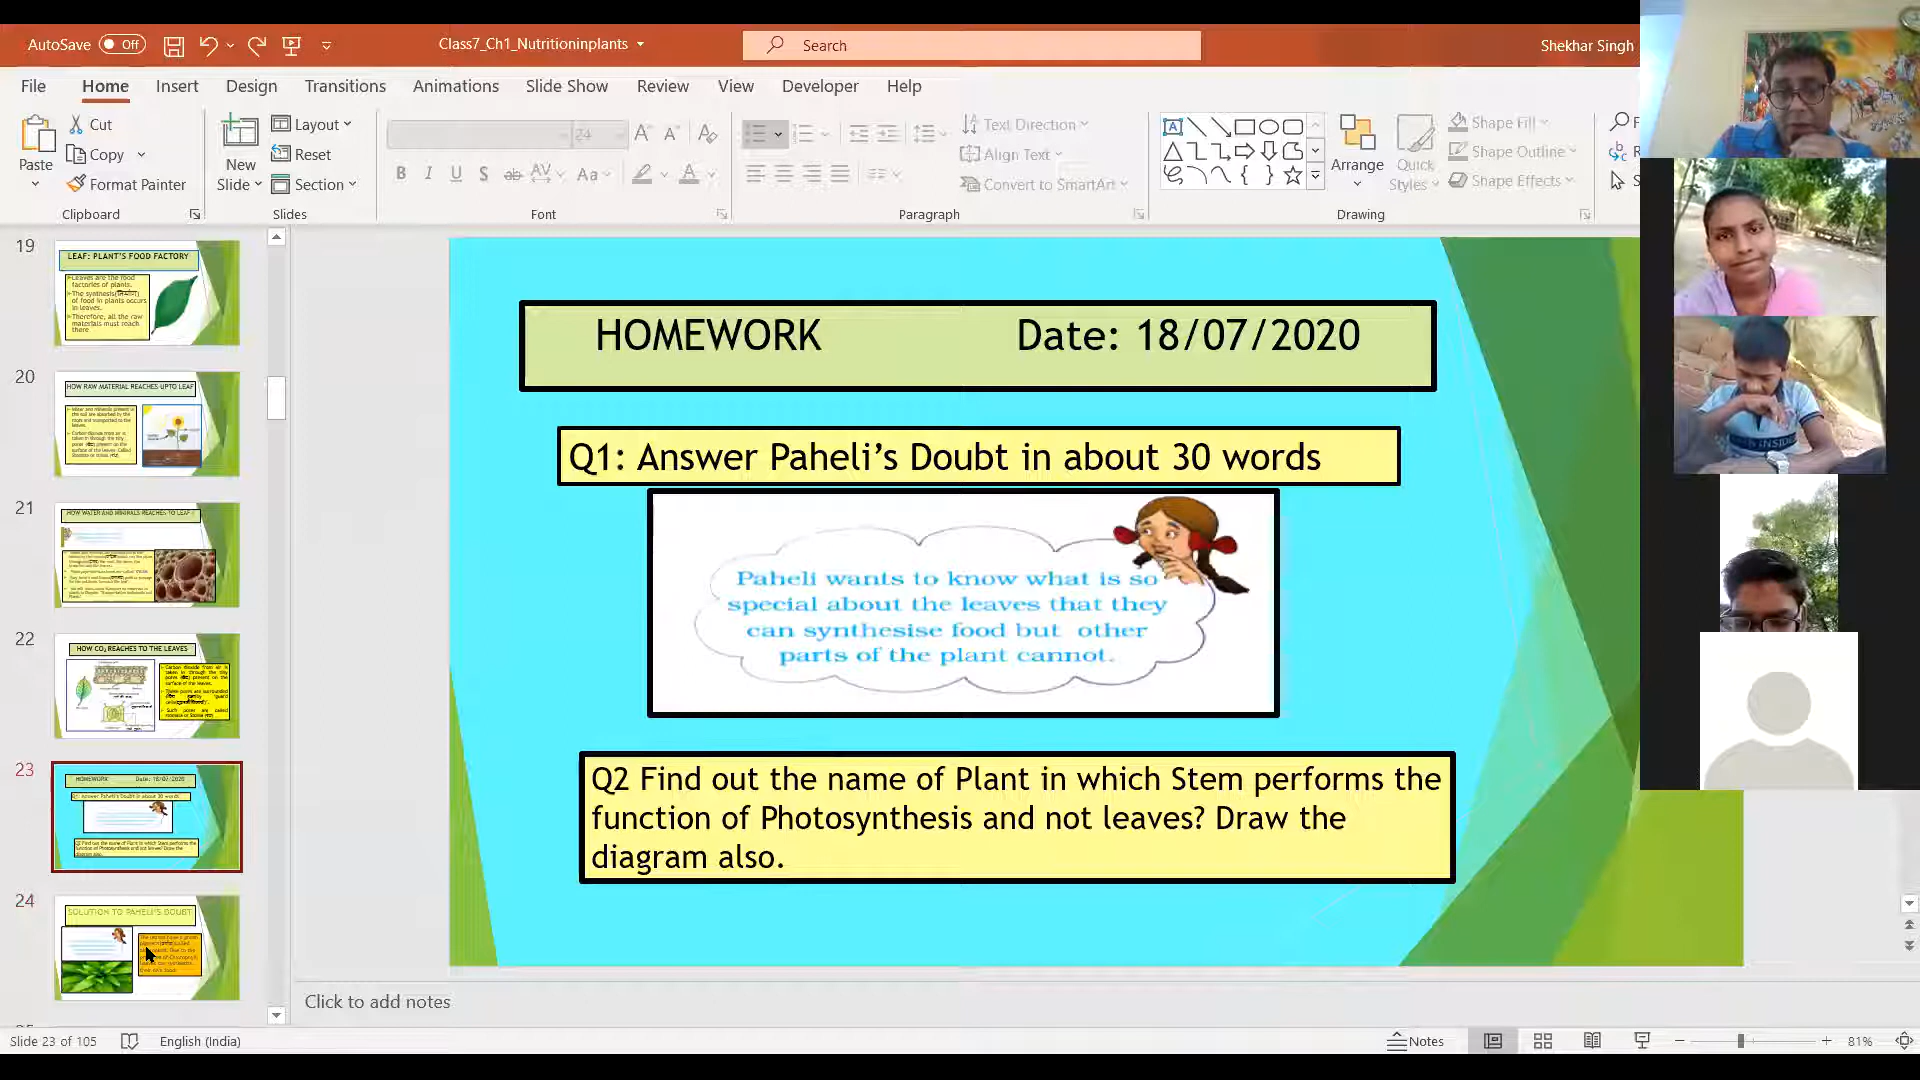 AutoSave Off
Class7_Ch1_Nutritioninplants
Search
Shekhar Singh
File Home Insert Design Transitions Animations Slide Show Review View Developer Help
Paste
Cut
Copy
Format Painter
Clipboard
New Slide
Layout
Reset
Section
Slides
24
Font
Text Direction
Align Text
Convert to SmartArt
Paragraph
Arrange
Quick Styles
Shape Fill
Shape Outline
Shape Effects
Drawing
19
LEAF: PLANT'S FOOD FACTORY
20
HOW RAW MATERIAL REACHES UPTO LEAF
21
22
HOW CO₂ REACHES TO THE LEAVES
23
24
SOLUTION TO PAHELI'S DOUBT
HOMEWORK Date: 18/07/2020
Q1: Answer Paheli’s Doubt in about 30 words
Paheli wants to know what is so
special about the leaves that they
can synthesise food but other
parts of the plant cannot.
Q2 Find out the name of Plant in which Stem performs the
function of Photosynthesis and not leaves? Draw the
diagram also.
Click to add notes
Slide 23 of 105
English (India)
Notes
81%